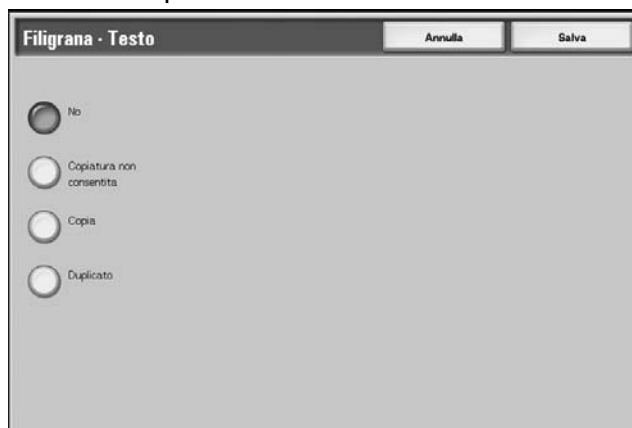 Filigrana - Testo
Annulla
Salva
No
Copiatura non
consentita
Copia
Duplicato